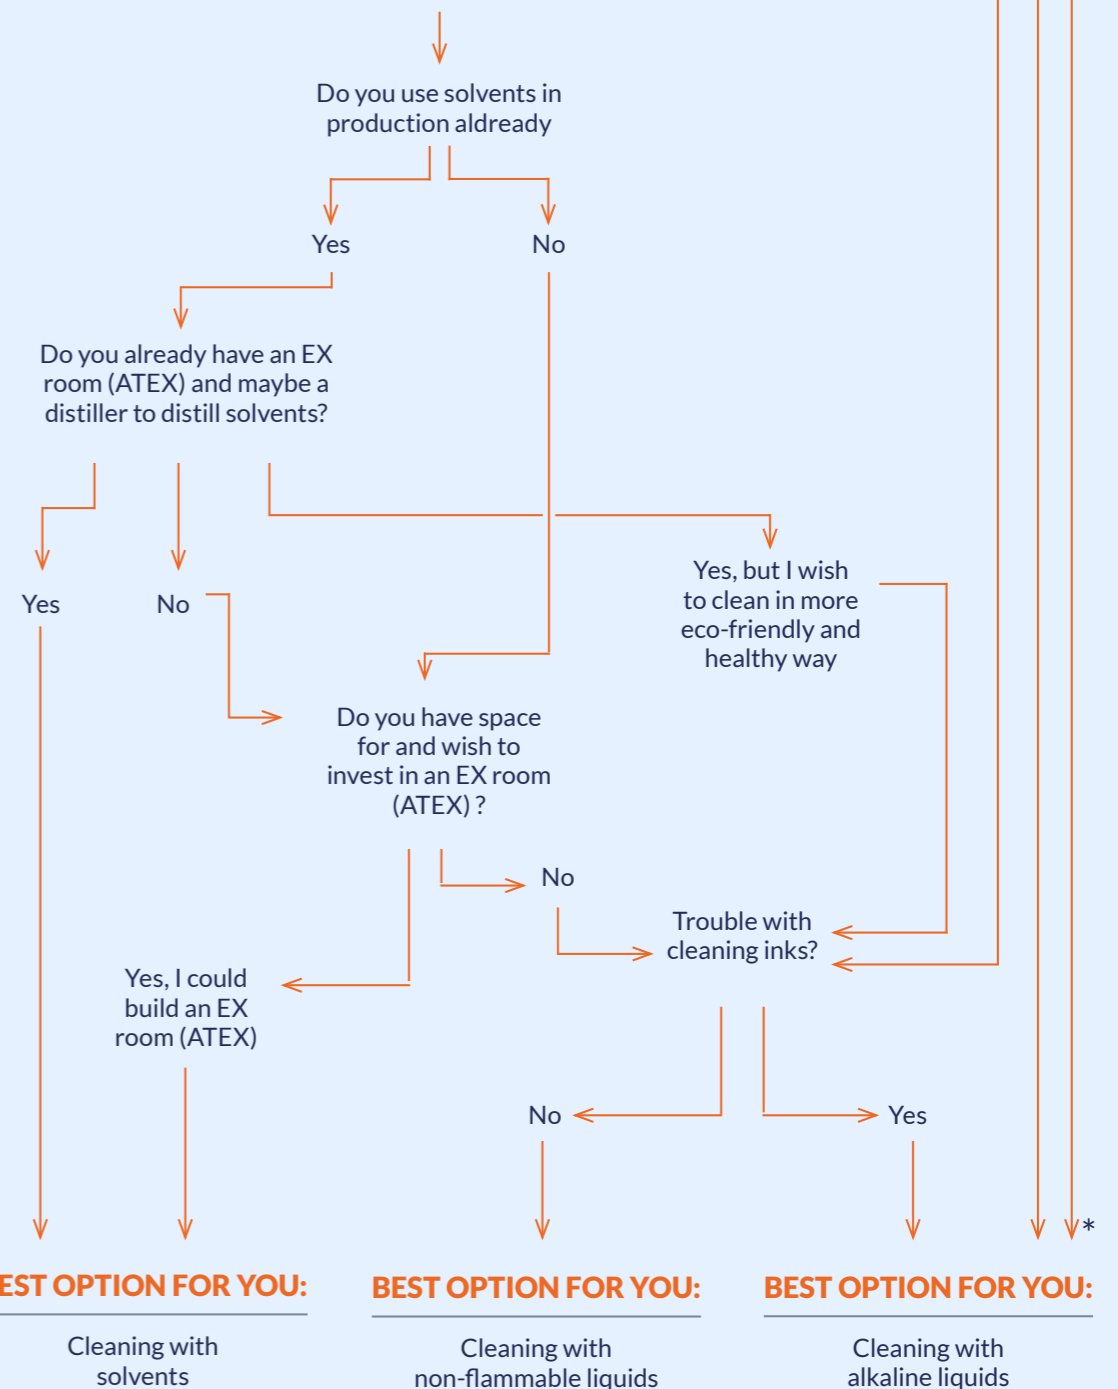 Do you use solvents in
production aldready
Yes
No
Do you already have an EX
room (ATEX) and maybe a
distiller to distill solvents?
Yes
No
Yes, but I wish
to clean in more
eco-friendly and
healthy way
Do you have space
for and wish to
invest in an EX room
(ATEX) ?
No
Trouble with
cleaning inks?
Yes, I could
build an EX
room (ATEX)
No
Yes
*
EST OPTION FOR YOU:
Cleaning with
solvents
BEST OPTION FOR YOU:
Cleaning with
non-flammable liquids
BEST OPTION FOR YOU:
Cleaning with
alkaline liquids